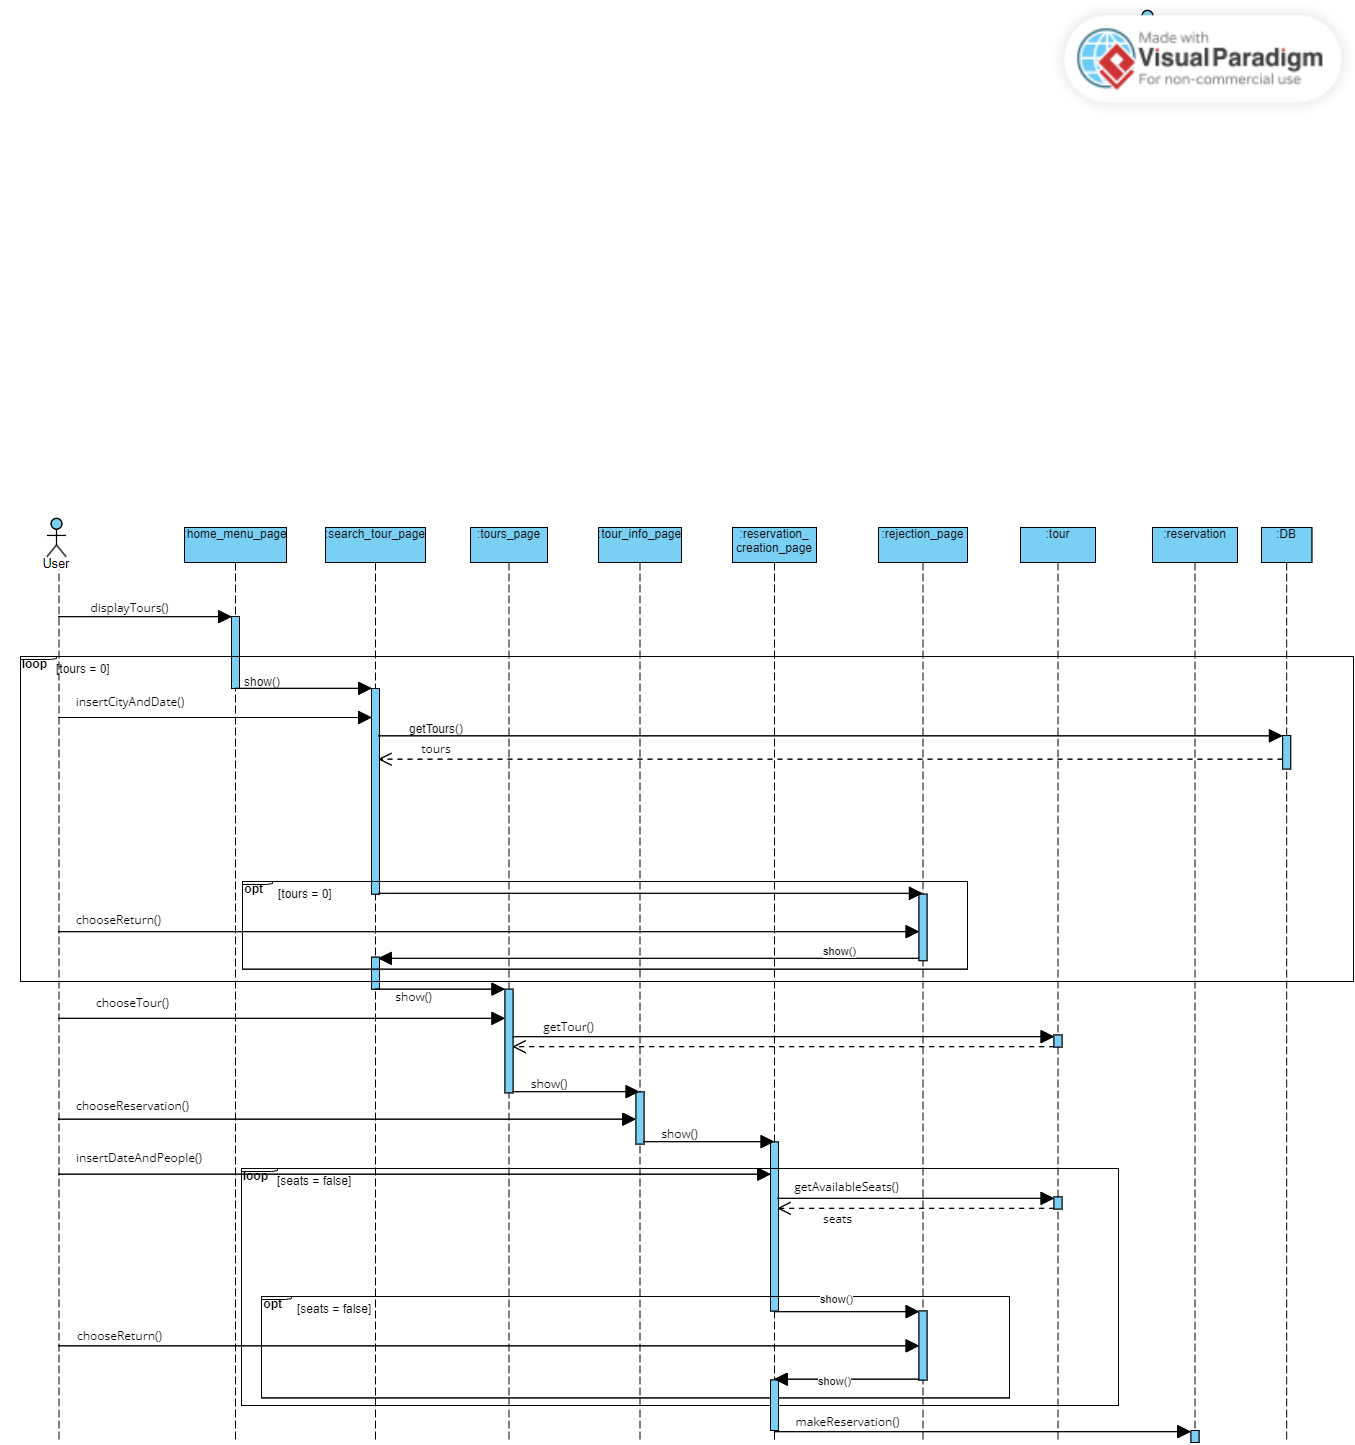 Made with
Visual Paradigm
For non-commercial use
User
:home_menu_page
:search_tour_page
:tours_page
:tour_info_page
:reservation_
creation_page
:rejection_page
:tour
:reservation
:DB
displayTours()
loop
[tours = 0]
show()
insertCityAndDate()
getTours()
tours
opt
[tours = 0]
chooseReturn()
show()
show()
chooseTour()
getTour()
show()
chooseReservation()
show()
insertDateAndPeople()
loop
[seats = false]
getAvailableSeats()
seats
show()
opt
[seats = false]
chooseReturn()
show()
makeReservation()